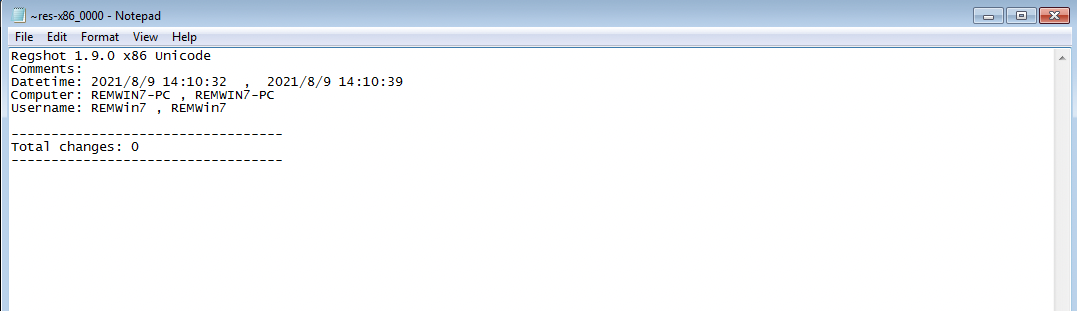 ~res-x86_0000 - Notepad
File Edit Format View Help
Regshot 1.9.0 x86 Unicode
Comments:
Datetime: 2021/8/9 14:10:32  ,  2021/8/9 14:10:39
Computer: REMWIN7-PC , REMWIN7-PC
Username: REMWin7 , REMWin7
----------------------------------
Total changes: 0
----------------------------------